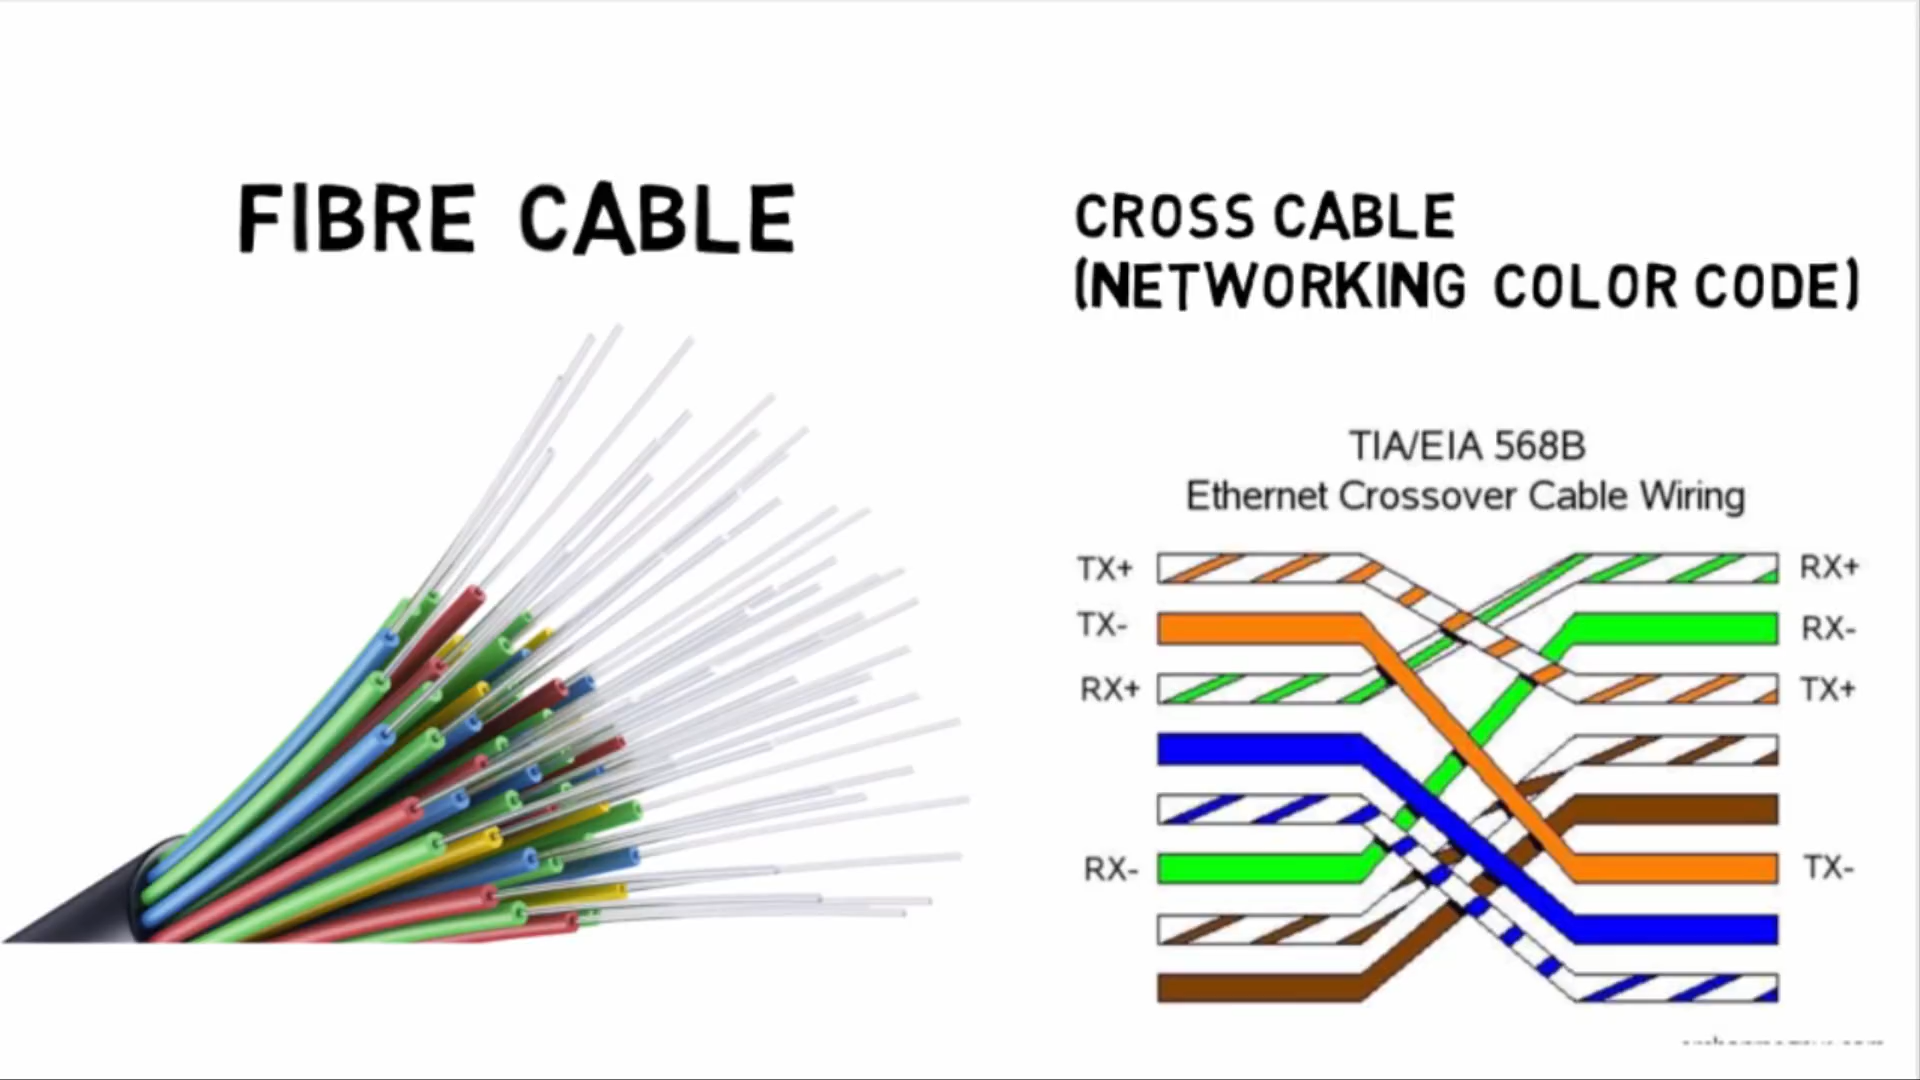 FIBRE CABLE
CROSS CABLE
(NETWORKING COLOR CODE)
TIA/EIA 568B
Ethernet Crossover Cable Wiring
TX+
RX+
TX-
RX-
RX+
TX+
RX-
TX-